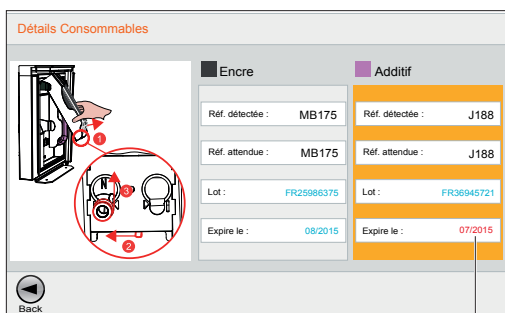 Détails Consommables
Encre
Réf. détectée : MB175
Réf. attendue : MB175
Lot : FR25986375
Expire le : 08/2015
Additif
Réf. détectée : J188
Réf. attendue : J188
Lot : FR36945721
Expire le : 07/2015
1
N
3
2
Back